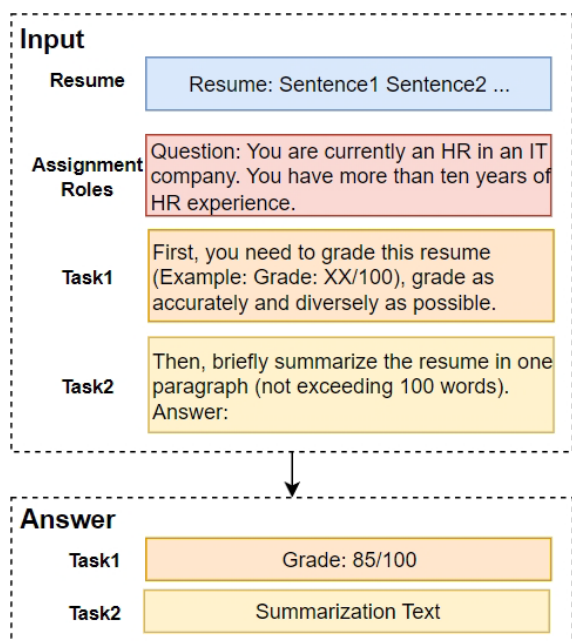 Input
Resume
Resume: Sentence1 Sentence2 ...
Assignment
Roles
Question: You are currently an HR in an IT
company. You have more than ten years of
HR experience.
Task1
First, you need to grade this resume
(Example: Grade: XX/100), grade as
accurately and diversely as possible.
Task2
Then, briefly summarize the resume in one
paragraph (not exceeding 100 words).
Answer:
Answer
Task1
Grade: 85/100
Task2
Summarization Text